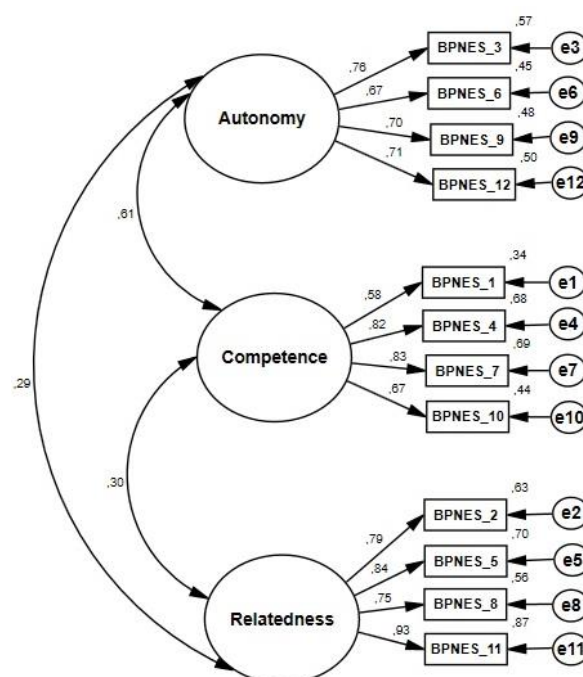 ,57
,76 BPNES_3 e3
,45
,67 BPNES_6 e6
,48
Autonomy ,70 BPNES_9 e9
,50
,71 BPNES_12 e12
,61
,34
,58 BPNES_1 e1
,68
,82 BPNES_4 e4
,69
Competence ,83 BPNES_7 e7
,44
,67 BPNES_10 e10
,29
,30
,63
,79 BPNES_2 e2
,70
,84 BPNES_5 e5
,56
,75 BPNES_8 e8
,87
Relatedness ,93 BPNES_11 e11